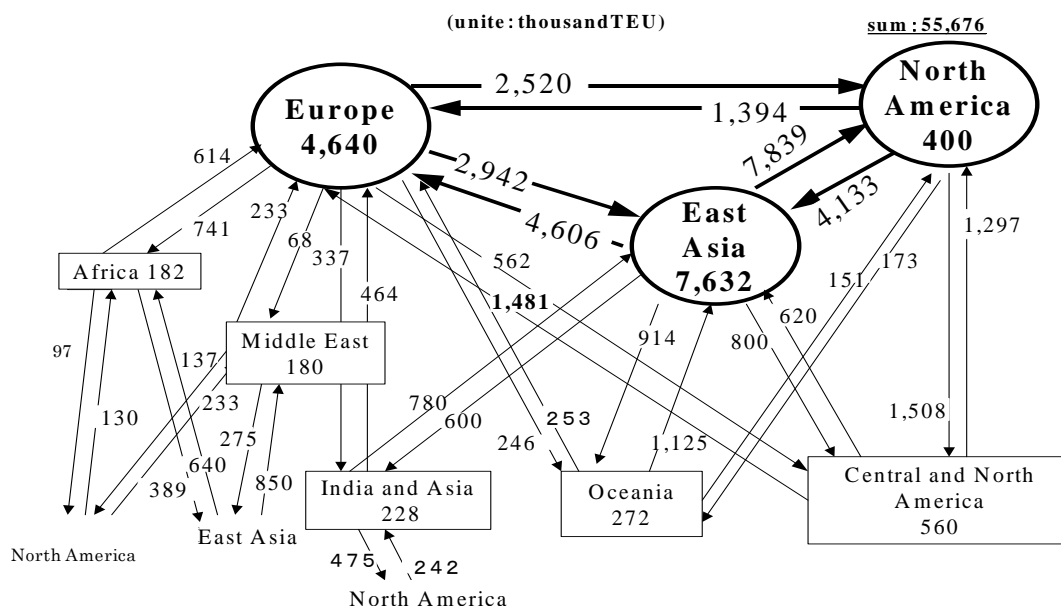 (unite:thousandTEU)
sum:55,676
Europe
4,640
North
America
400
2,520
1,394
7,839
4,133
2,942
4,606
East
Asia
7,632
614
741
233
68
337
464
562
1,481
151
173
1,297
Africa 182
Middle East
180
97
130
137
233
275
850
640
389
780
600
246
253
914
1,125
800
620
1,508
India and Asia
228
Oceania
272
Central and North
America
560
North America
East Asia
475
242
North America